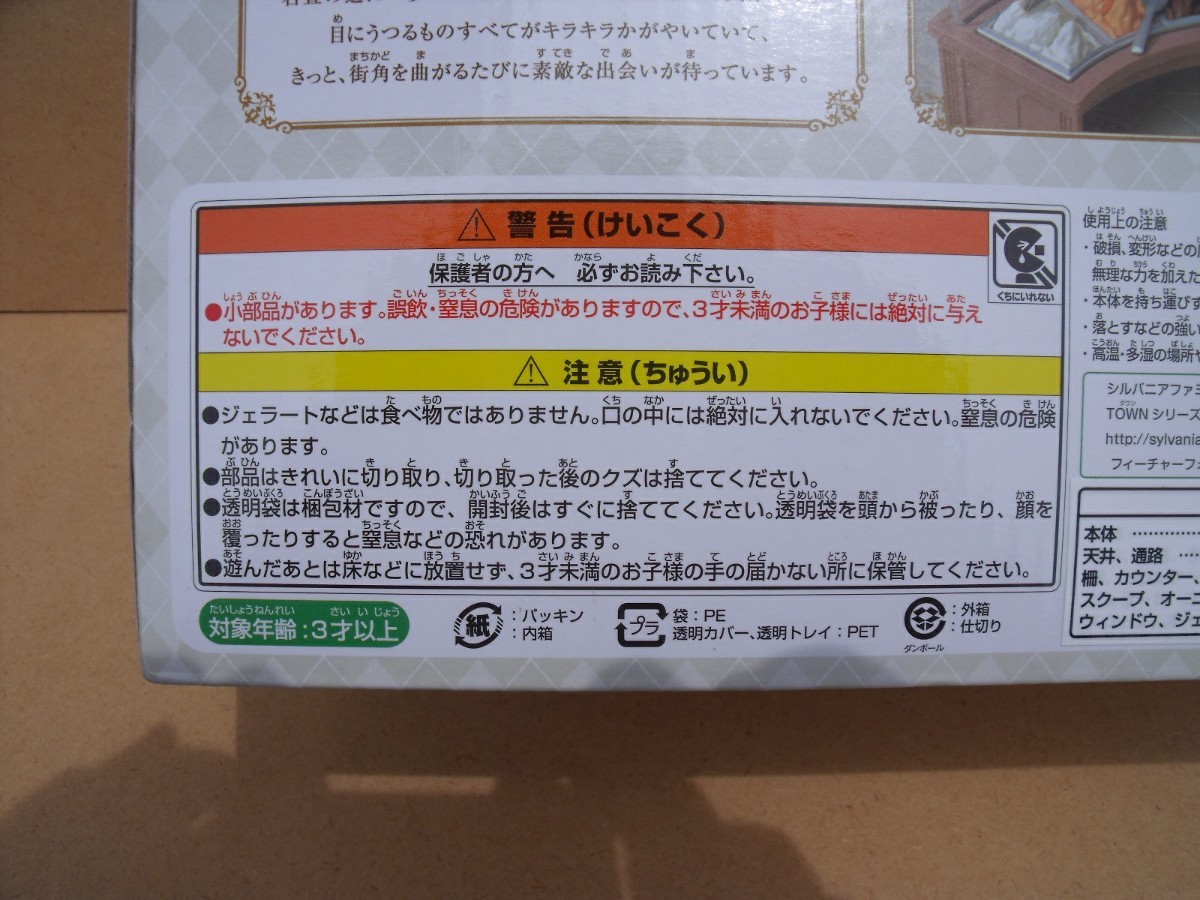 目にうつるものすべてがキラキラかがやいていて、
きっと、街角を曲がるたびに素敵な出会いが待っています。
警告（けいこく）
保護者の方へ 必ずお読み下さい。
くちにいれない
●小部品があります。誤飲・窒息の危険がありますので、３才未満のお子様には絶対に与え
ないでください。
注意（ちゅうい）
●ジェラートなどは食べ物ではありません。口の中には絶対に入れないでください。窒息の危険
があります。
●部品はきれいに切り取り、切り取った後のクズは捨ててください。
●透明袋は梱包材ですので、開封後はすぐに捨ててください。透明袋を頭から被ったり、顔を
覆ったりすると窒息などの恐れがあります。
●遊んだあとは床などに放置せず、３才未満のお子様の手の届かない所に保管してください。
対象年齢：３才以上
紙：パッキン
：内箱
プラ 袋：PE
透明カバー、透明トレイ：PET
ダンボール
：外箱
：仕切り
使用上の注意
・破損、変形などの
無理な力を加えた
・本体を持ち運びす
・落とすなどの強い
・高温・多湿の場所や
シルバニアファミ
TOWNシリーズ
http://sylvania
フィーチャーフォ
本体
天井、通路
柵、カウンター、
スクープ、オーニ
ウィンドウ、ジェ